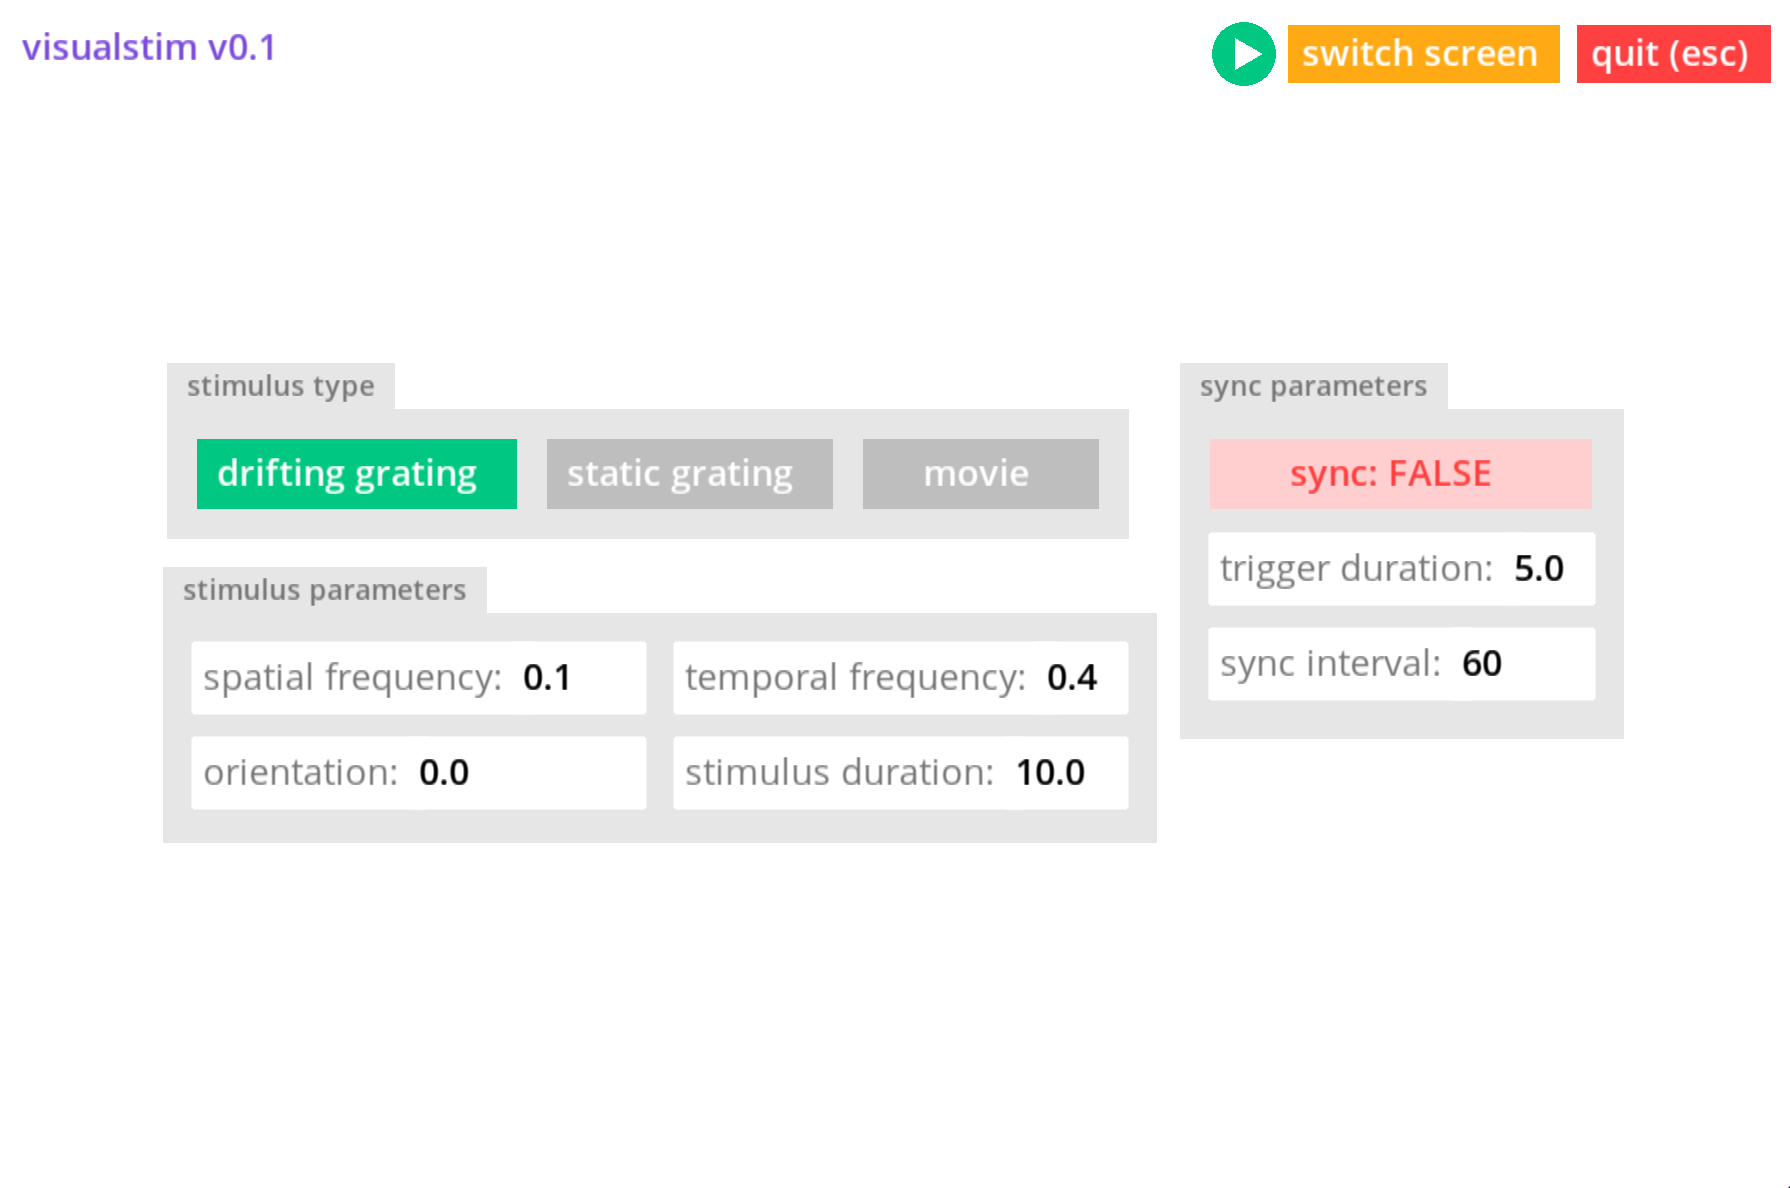 visualstim v0.1
switch screen
quit (esc)
stimulus type
drifting grating
static grating
movie
stimulus parameters
spatial frequency: 0.1
temporal frequency: 0.4
orientation: 0.0
stimulus duration: 10.0
sync parameters
sync: FALSE
trigger duration: 5.0
sync interval: 60